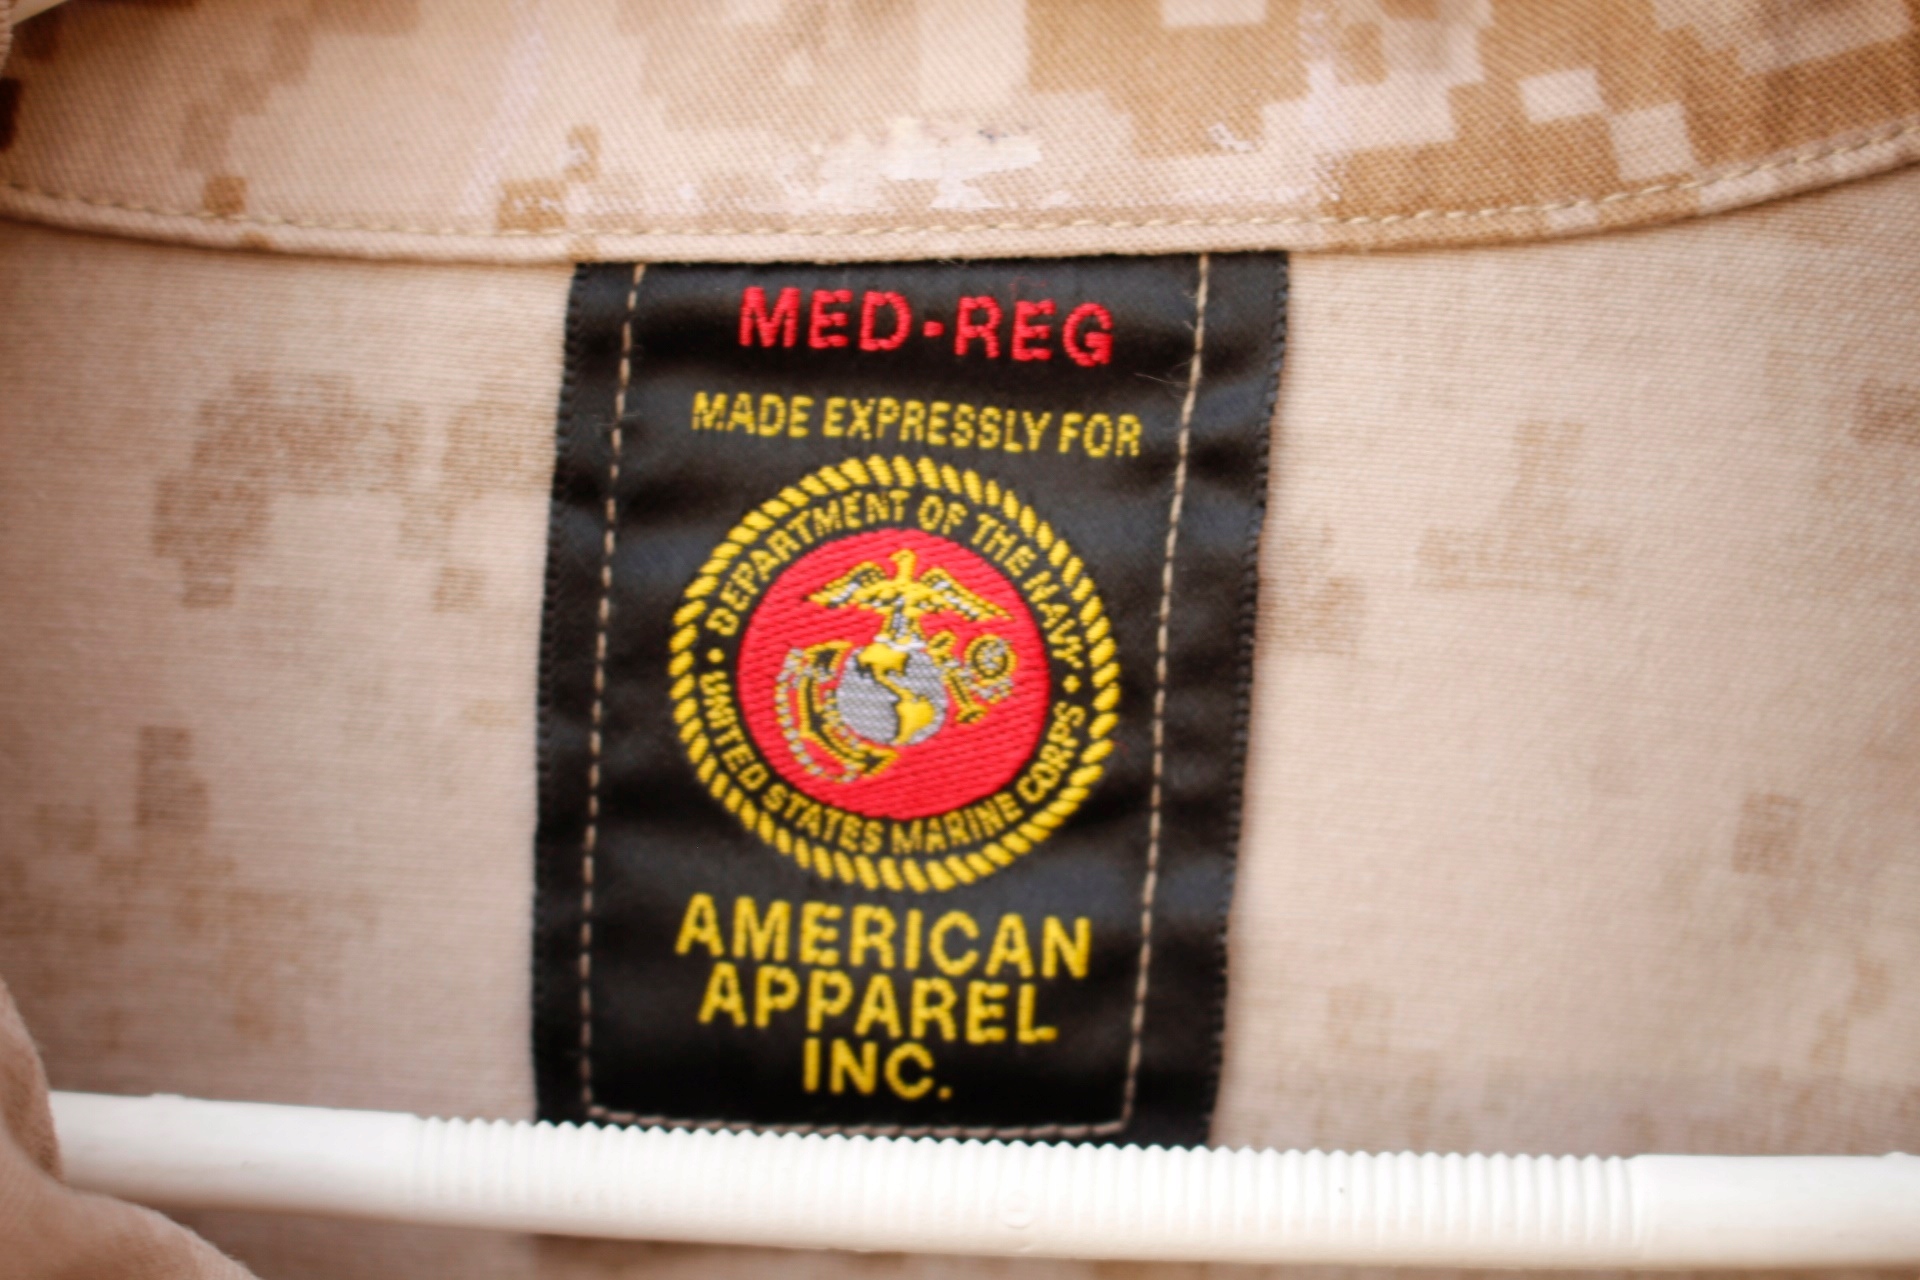 MED-REG
MADE EXPRESSLY FOR
DEPARTMENT OF THE NAVY
UNITED STATES MARINE CORPS
AMERICAN
APPAREL
INC.